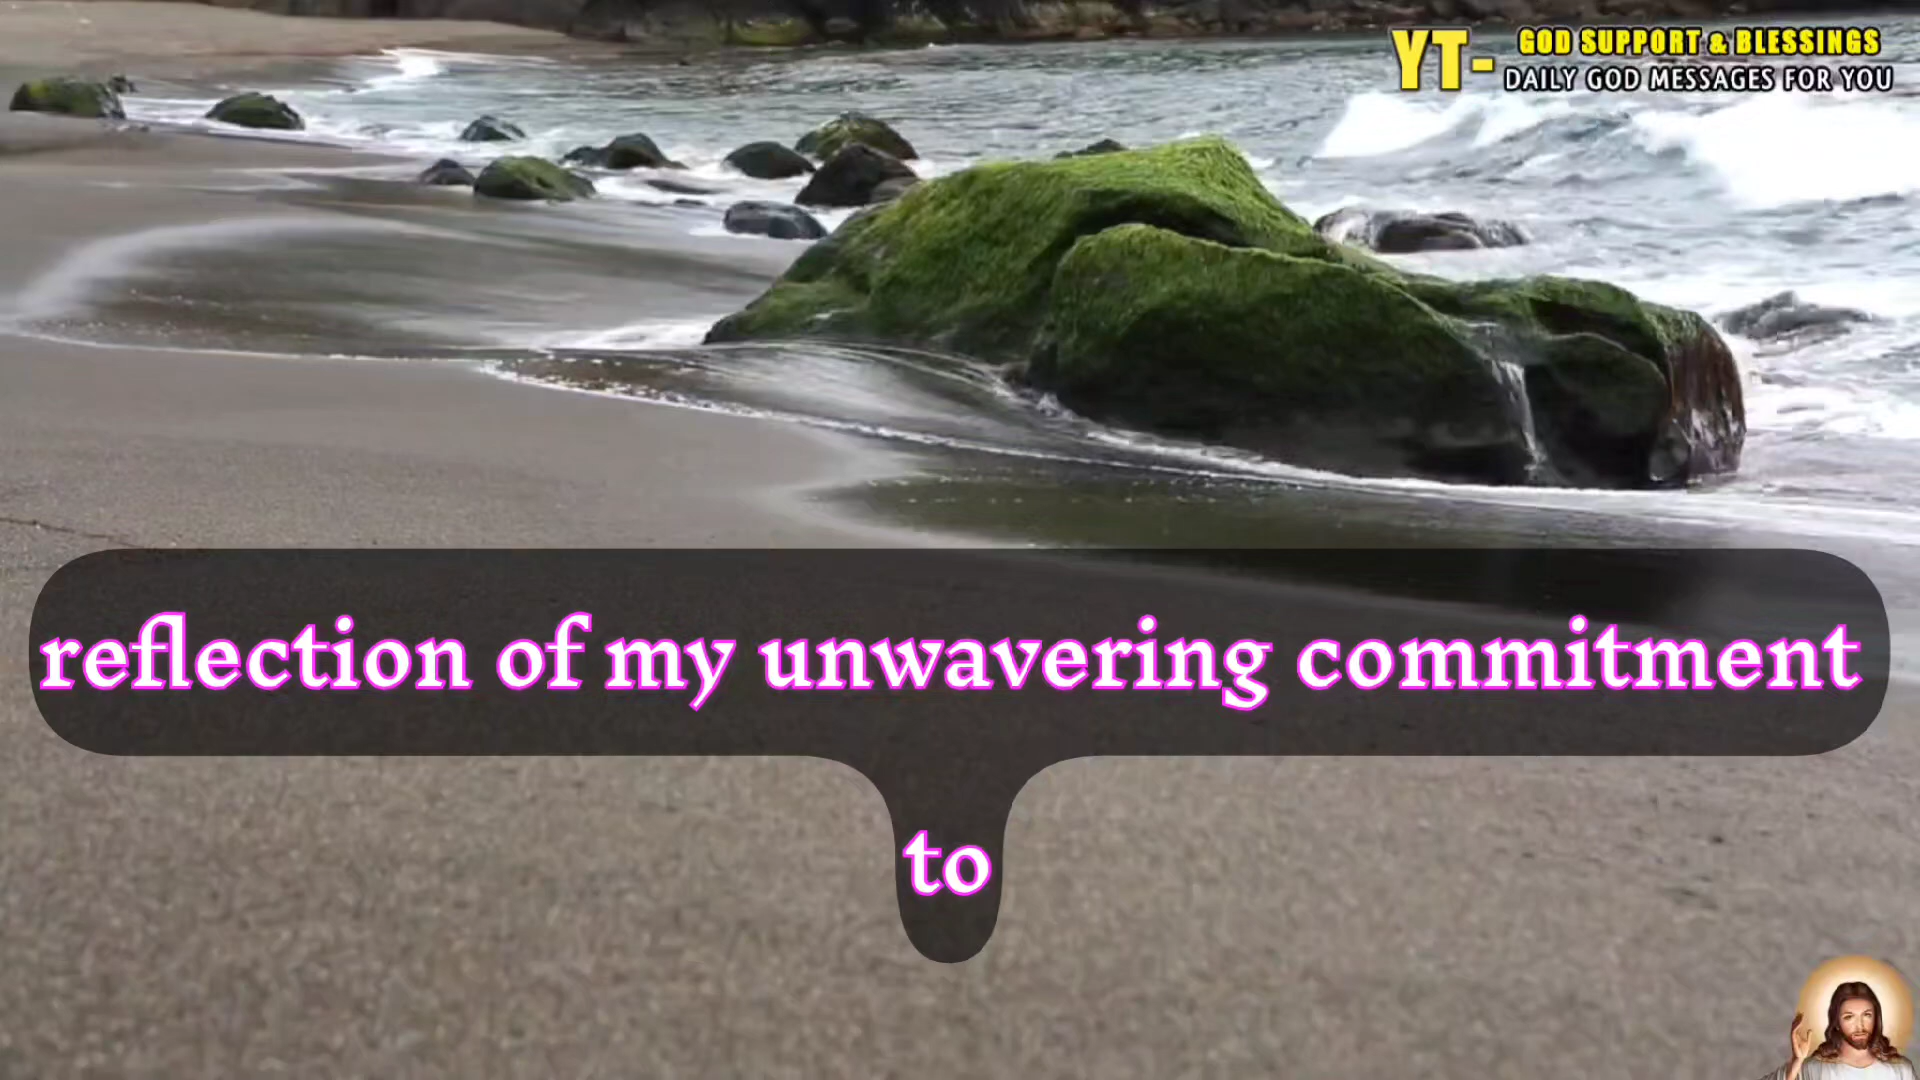 YT- GOD SUPPORT & BLESSINGS
DAILY GOD MESSAGES FOR YOU
reflection of my unwavering commitment
to